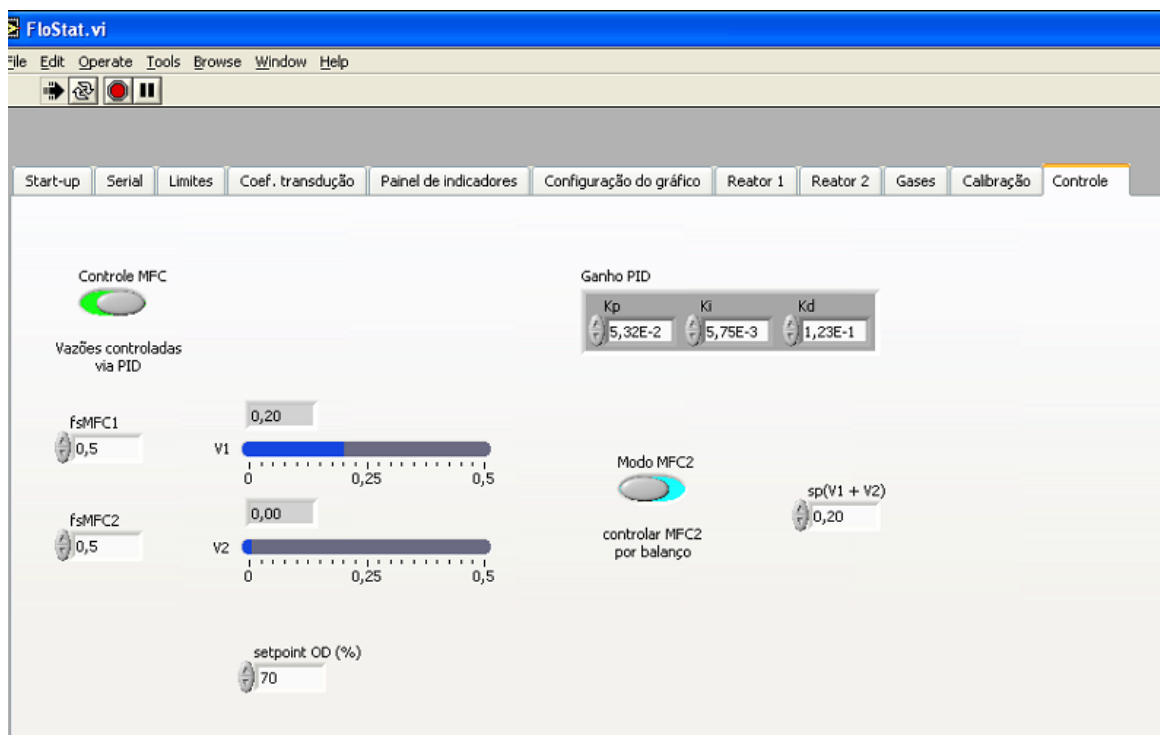 FloStat.vi
File Edit Operate Tools Browse Window Help
Start-up Serial Limites Coef. transdução Painel de indicadores Configuração do gráfico Reator 1 Reator 2 Gases Calibração Controle
Controle MFC
Vazões controladas
via PID
Ganho PID
Kp Ki Kd
5,32E-2 5,75E-3 1,23E-1
fsMFC1
0,5
0,20
V1
0 0,25 0,5
fsMFC2
0,5
0,00
V2
0 0,25 0,5
Modo MFC2
controlar MFC2
por balanço
sp(V1 + V2)
0,20
setpoint OD (%)
70